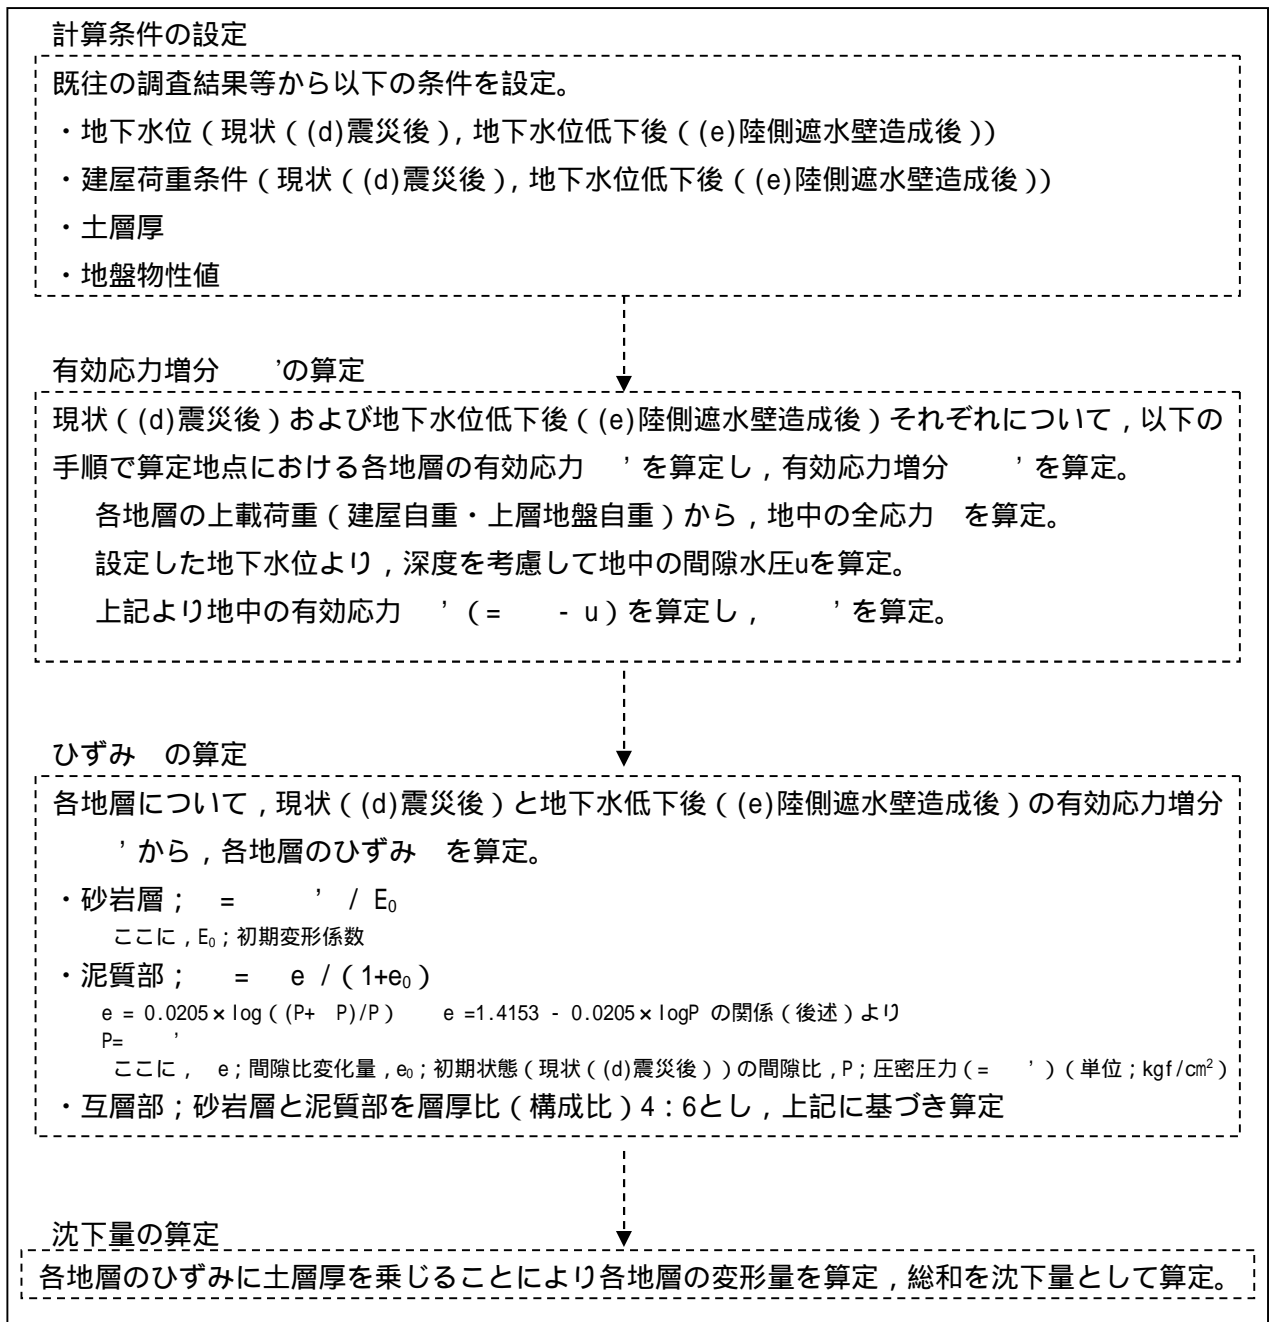 計算条件の設定
既往の調査結果等から以下の条件を設定。
・地下水位(現状((d)震災後), 地下水位低下後((e)陸側遮水壁造成後))
・建屋荷重条件(現状((d)震災後), 地下水位低下後((e)陸側遮水壁造成後))
・土層厚
・地盤物性値
有効応力増分　　'の算定
現状((d)震災後)および地下水位低下後((e)陸側遮水壁造成後)それぞれについて,以下の
手順で算定地点における各地層の有効応力　'を算定し,有効応力増分　　'を算定。
各地層の上載荷重(建屋自重・上層地盤自重)から,地中の全応力　を算定。
設定した地下水位より,深度を考慮して地中の間隙水圧uを算定。
上記より地中の有効応力　'(=　- u)を算定し,　　'を算定。
ひずみ　の算定
各地層について,現状((d)震災後)と地下水低下後((e)陸側遮水壁造成後)の有効応力増分
　　'から,各地層のひずみ　を算定。
・砂岩層;　=　　' / E₀
ここに,E₀;初期変形係数
・泥質部;　=　e /(1+e₀)
e = 0.0205×log((P+　P)/P)　　e =1.4153 - 0.0205×logP の関係(後述)より
P=　　'
ここに,　e;間隙比変化量,e₀;初期状態(現状((d)震災後))の間隙比,P;圧密圧力(=　')(単位;kgf/cm²)
・互層部;砂岩層と泥質部を層厚比(構成比)4:6とし,上記に基づき算定
沈下量の算定
各地層のひずみに土層厚を乗じることにより各地層の変形量を算定,総和を沈下量として算定。